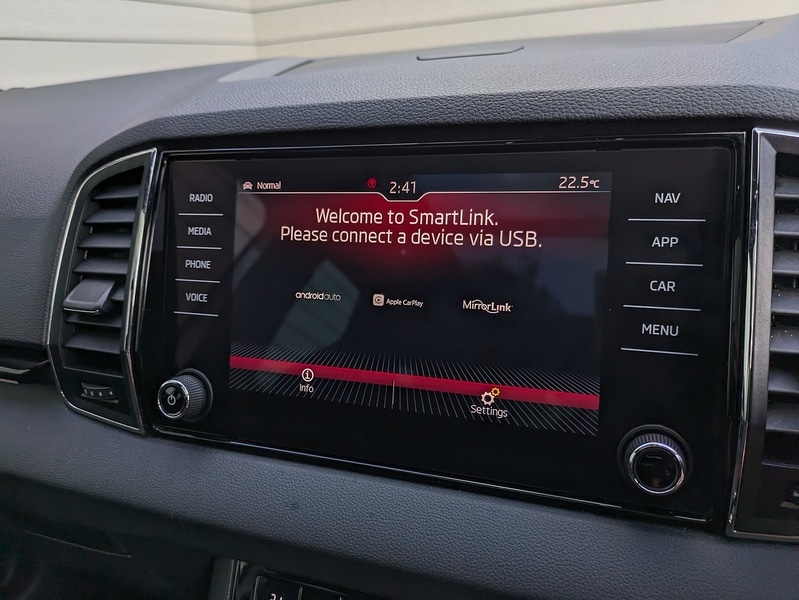 Normal
2:41
22.5°C
Welcome to SmartLink.
Please connect a device via USB.
androidauto
Apple CarPlay
MirrorLink
Info
Settings
RADIO
MEDIA
PHONE
VOICE
NAV
APP
CAR
MENU